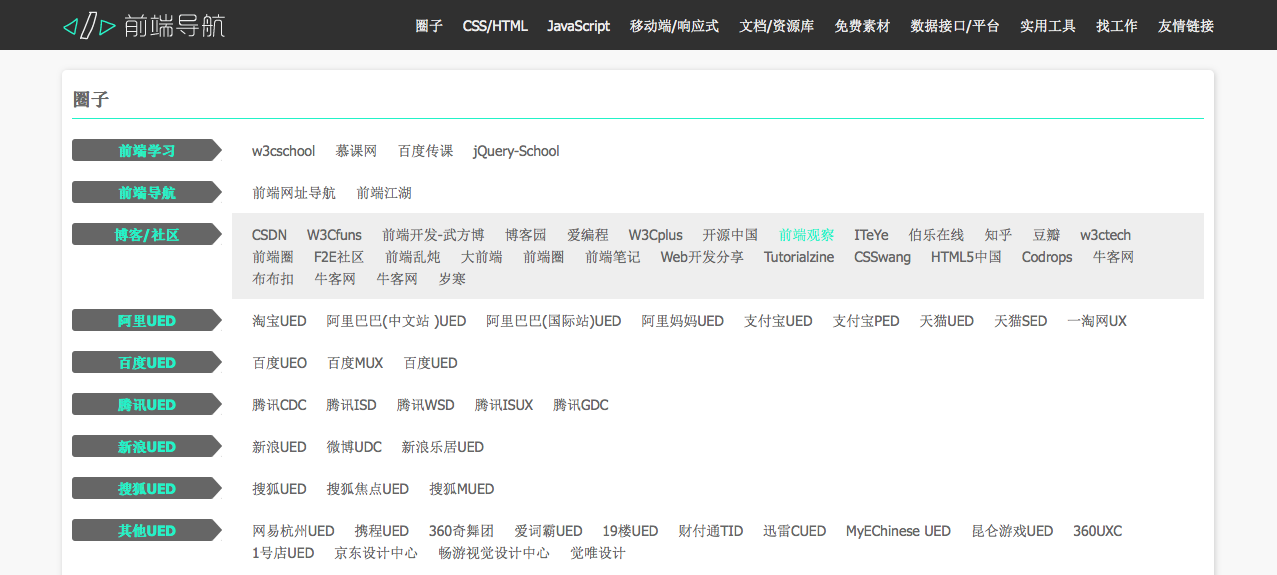 前端导航 圈子 CSS/HTML JavaScript 移动端/响应式 文档/资源库 免费素材 数据接口/平台 实用工具 找工作 友情链接
圈子
前端学习 w3cschool 慕课网 百度传课 jQuery-School
前端导航 前端网址导航 前端江湖
博客/社区 CSDN W3Cfuns 前端开发-武方博 博客园 爱编程 W3Cplus 开源中国 前端观察 ITeYe 伯乐在线 知乎 豆瓣 w3ctech
前端圈 F2E社区 前端乱炖 大前端 前端圈 前端笔记 Web开发分享 Tutorialzine CSSwang HTML5中国 Codrops 牛客网
布布扣 牛客网 牛客网 岁寒
阿里UED 淘宝UED 阿里巴巴(中文站 )UED 阿里巴巴(国际站)UED 阿里妈妈UED 支付宝UED 支付宝PED 天猫UED 天猫SED 一淘网UX
百度UED 百度UEO 百度MUX 百度UED
腾讯UED 腾讯CDC 腾讯ISD 腾讯WSD 腾讯ISUX 腾讯GDC
新浪UED 新浪UED 微博UDC 新浪乐居UED
搜狐UED 搜狐UED 搜狐焦点UED 搜狐MUED
其他UED 网易杭州UED 携程UED 360奇舞团 爱词霸UED 19楼UED 财付通TID 迅雷CUED MyEChinese UED 昆仑游戏UED 360UXC
1号店UED 京东设计中心 畅游视觉设计中心 觉唯设计